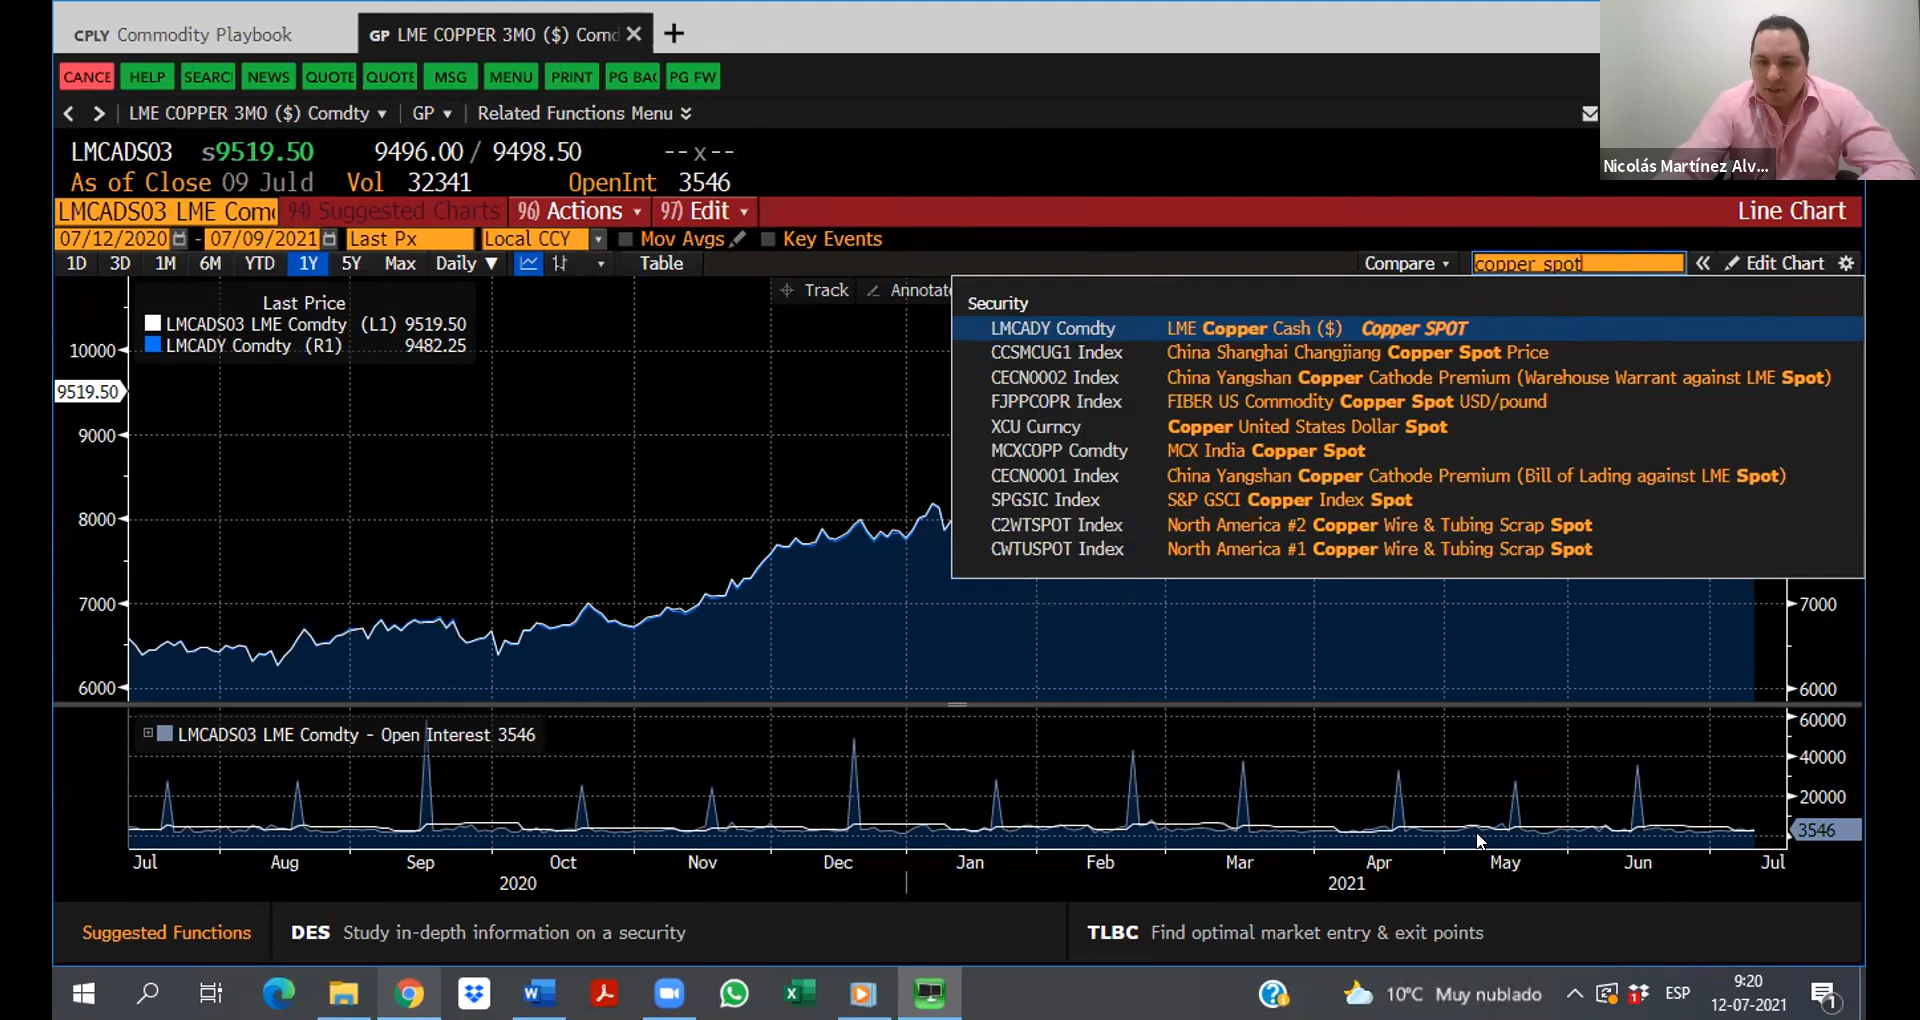 CPLY Commodity Playbook
GP LME COPPER 3MO ($) Comd
CANCE HELP SEARC NEWS QUOTE QUOTE MSG MENU PRINT PG BAC PG FW
LME COPPER 3MO ($) Comdty GP Related Functions Menu
Nicolás Martínez Alv...
LMCADS03 s9519.50 9496.00 / 9498.50 --x--
As of Close 09 Juld Vol 32341 OpenInt 3546
LMCADS03 LME Com 94) Suggested Charts 96) Actions 97) Edit Line Chart
07/12/2020 - 07/09/2021 Last Px Local CCY Mov Avgs Key Events
1D 3D 1M 6M YTD 1Y 5Y Max Daily Table Compare copper spot Edit Chart
Track Annotate
Last Price
LMCADS03 LME Comdty (L1) 9519.50
LMCADY Comdty (R1) 9482.25
Security
LMCADY Comdty LME Copper Cash ($) Copper SPOT
CCSMCUG1 Index China Shanghai Changjiang Copper Spot Price
CECN0002 Index China Yangshan Copper Cathode Premium (Warehouse Warrant against LME Spot)
FJPPCOPR Index FIBER US Commodity Copper Spot USD/pound
XCU Curncy Copper United States Dollar Spot
MCXCOPP Comdty MCX India Copper Spot
CECN0001 Index China Yangshan Copper Cathode Premium (Bill of Lading against LME Spot)
SPGSIC Index S&P GSCI Copper Index Spot
C2WTSPOT Index North America #2 Copper Wire & Tubing Scrap Spot
CWTUSPOT Index North America #1 Copper Wire & Tubing Scrap Spot
10000
9519.50
9000
8000
7000 7000
6000 6000
LMCADS03 LME Comdty - Open Interest 3546
60000
40000
20000
3546
Jul Aug Sep Oct Nov Dec Jan Feb Mar Apr May Jun Jul
2020 2021
Suggested Functions DES Study in-depth information on a security TLBC Find optimal market entry & exit points
10°C Muy nublado ESP 9:20
12-07-2021
1
1